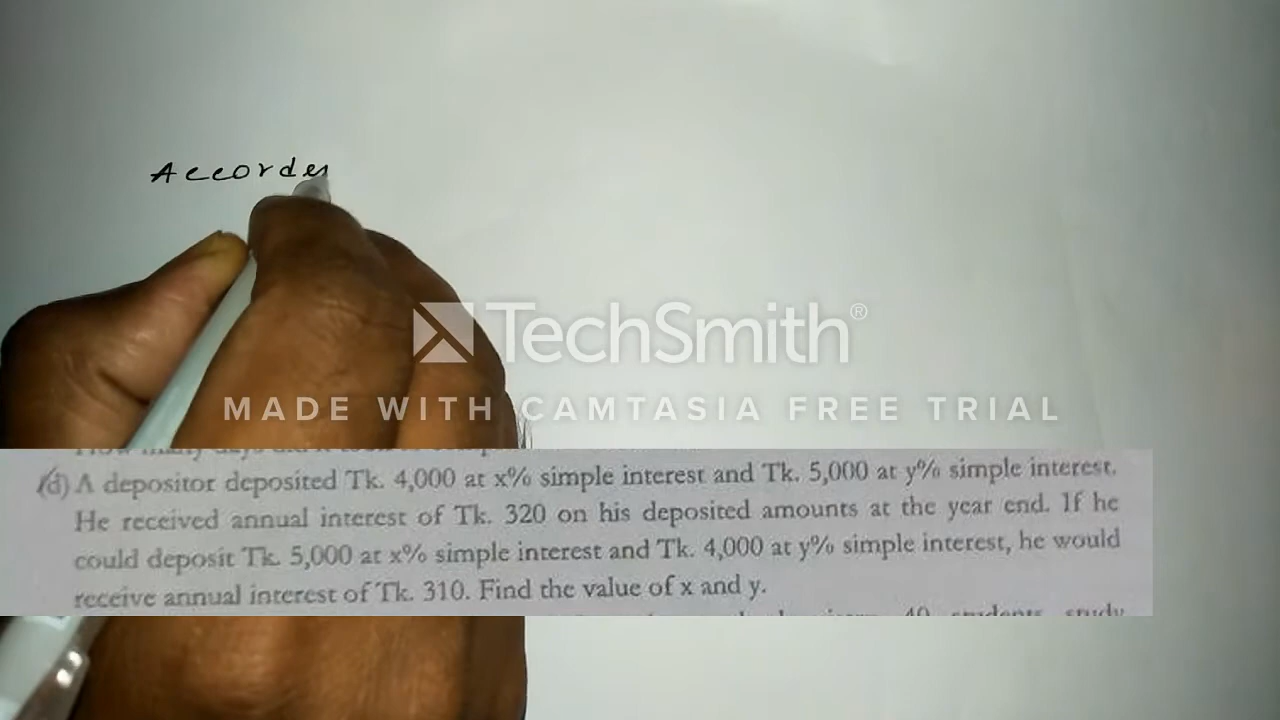 Accorde
TechSmith®
MADE WITH CAMTASIA FREE TRIAL
(d) A depositor deposited Tk. 4,000 at x% simple interest and Tk. 5,000 at y% simple interest.
He received annual interest of Tk. 320 on his deposited amounts at the year end. If he
could deposit Tk. 5,000 at x% simple interest and Tk. 4,000 at y% simple interest, he would
receive annual interest of Tk. 310. Find the value of x and y.
40 students study